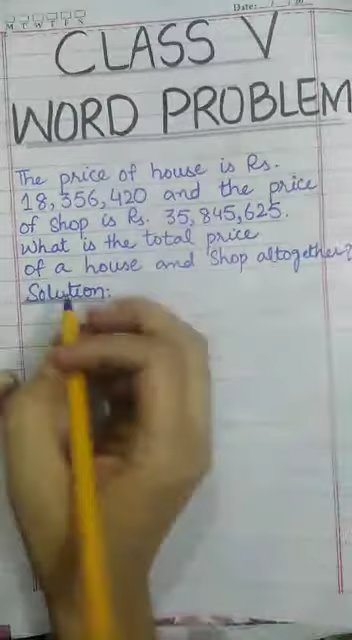 M T W T F S
Date:
CLASS V
WORD PROBLEM
The price of house is Rs.
18,356,420 and the price
of shop is Rs. 35,845,625.
What is the total price
of a house and shop altogether?
Solution: